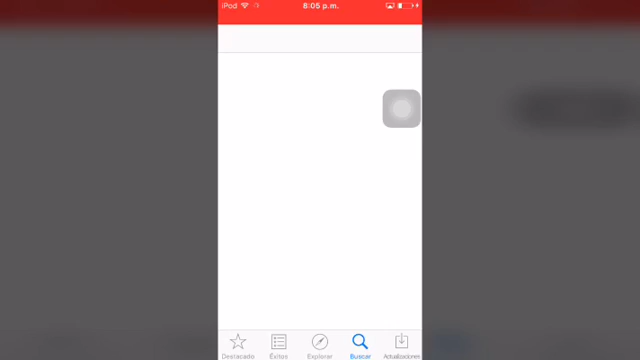 iPod 8:05 p.m.
Destacado Éxitos Explorar Buscar Actualizaciones